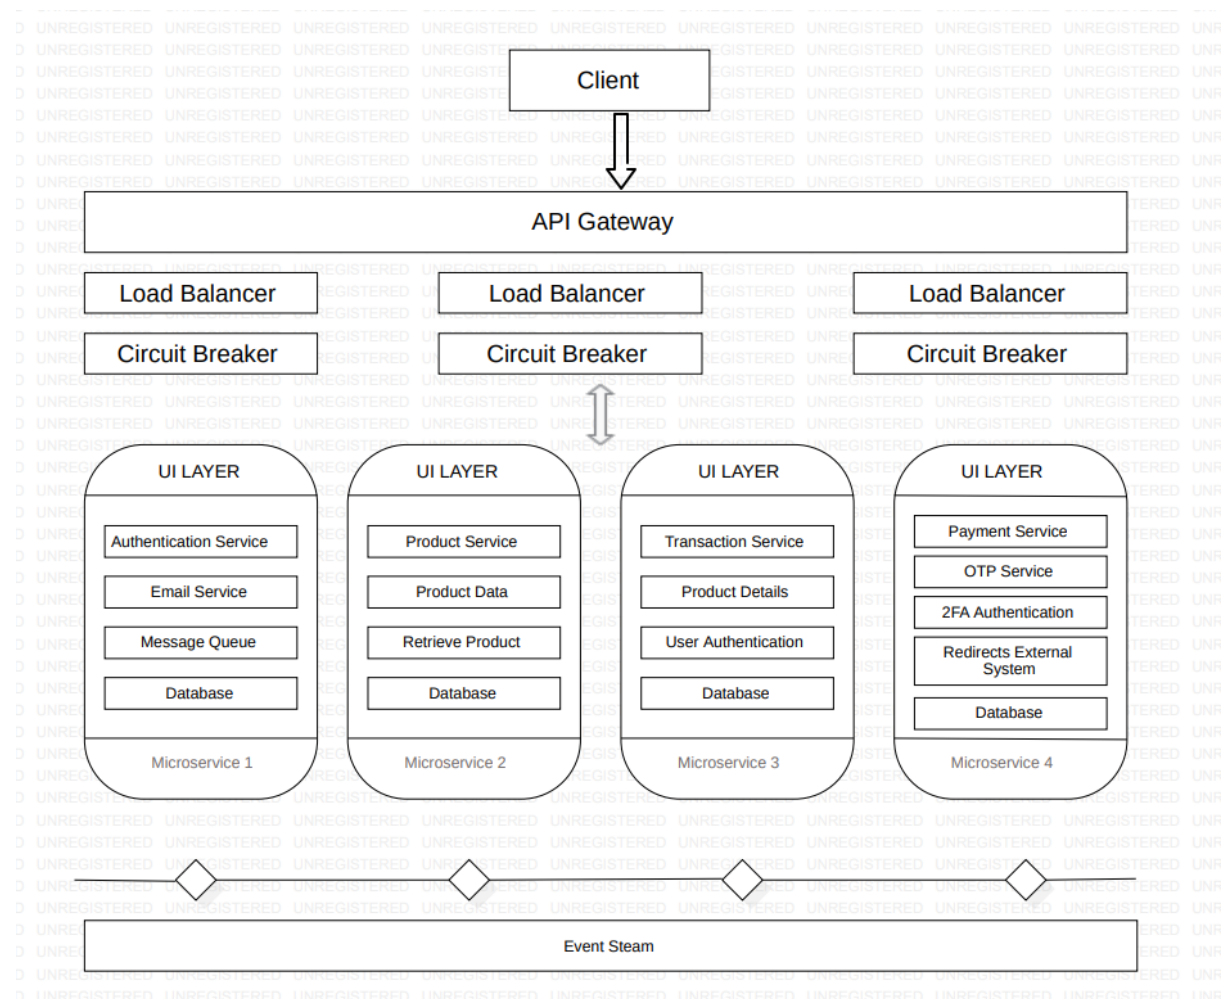 Client
API Gateway
Load Balancer
Load Balancer
Load Balancer
Circuit Breaker
Circuit Breaker
Circuit Breaker
UI LAYER
Authentication Service
Email Service
Message Queue
Database
Microservice 1
UI LAYER
Product Service
Product Data
Retrieve Product
Database
Microservice 2
UI LAYER
Transaction Service
Product Details
User Authentication
Database
Microservice 3
UI LAYER
Payment Service
OTP Service
2FA Authentication
Redirects External
System
Database
Microservice 4
Event Steam
UNREGISTERED